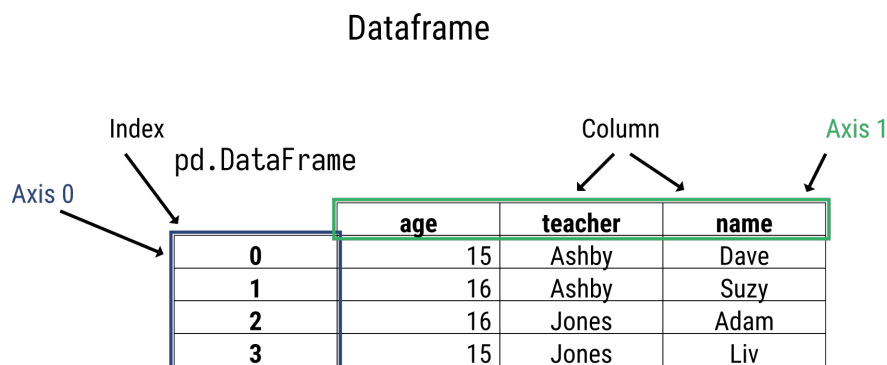 Dataframe
Index
Column
Axis 1
pd.DataFrame
Axis 0
age teacher name
0 15 Ashby Dave
1 16 Ashby Suzy
2 16 Jones Adam
3 15 Jones Liv